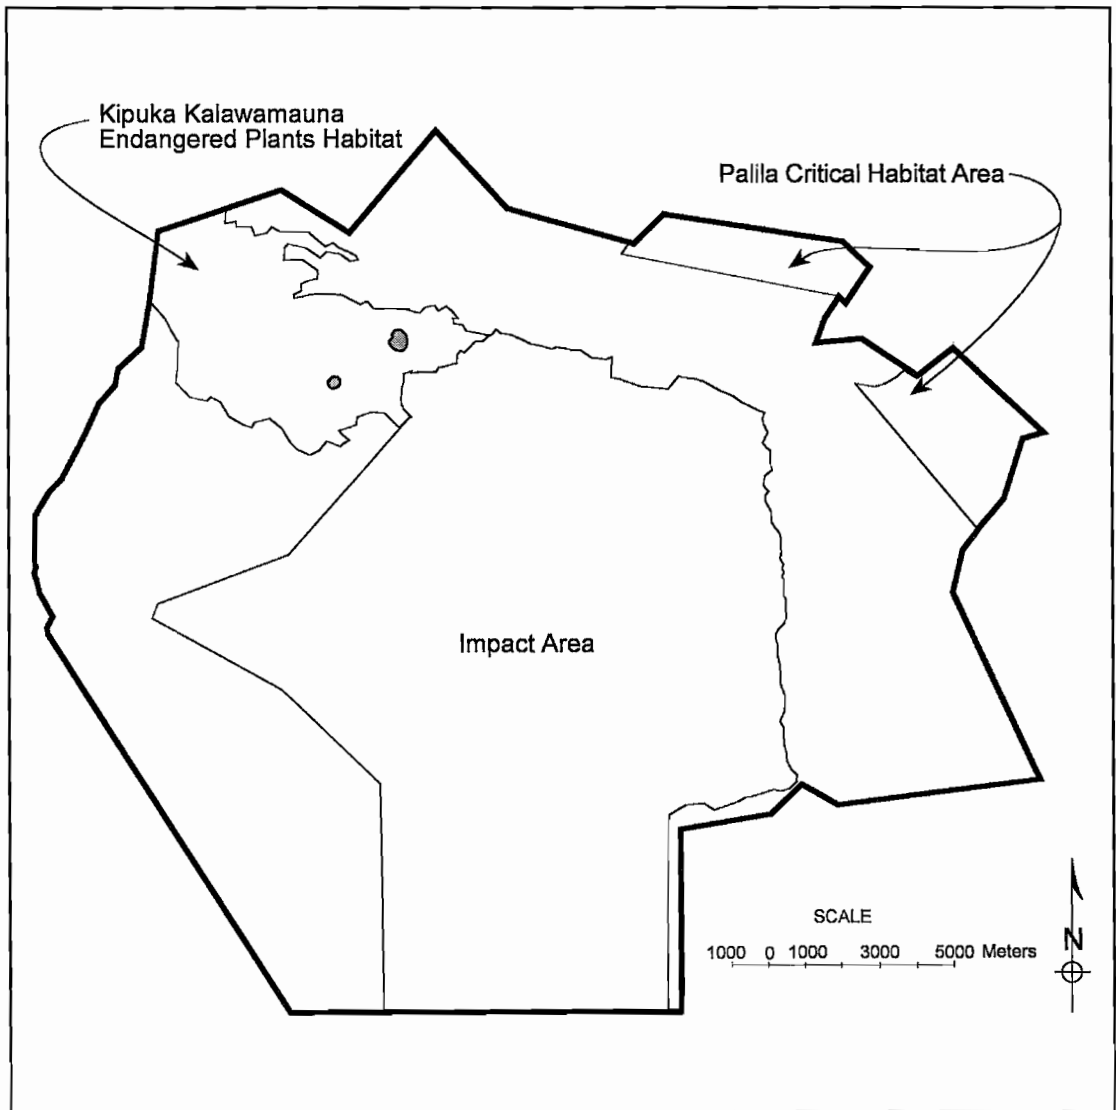 Kipuka Kalawamauna
Endangered Plants Habitat
Palila Critical Habitat Area
Impact Area
SCALE
1000 0 1000 3000 5000 Meters
N